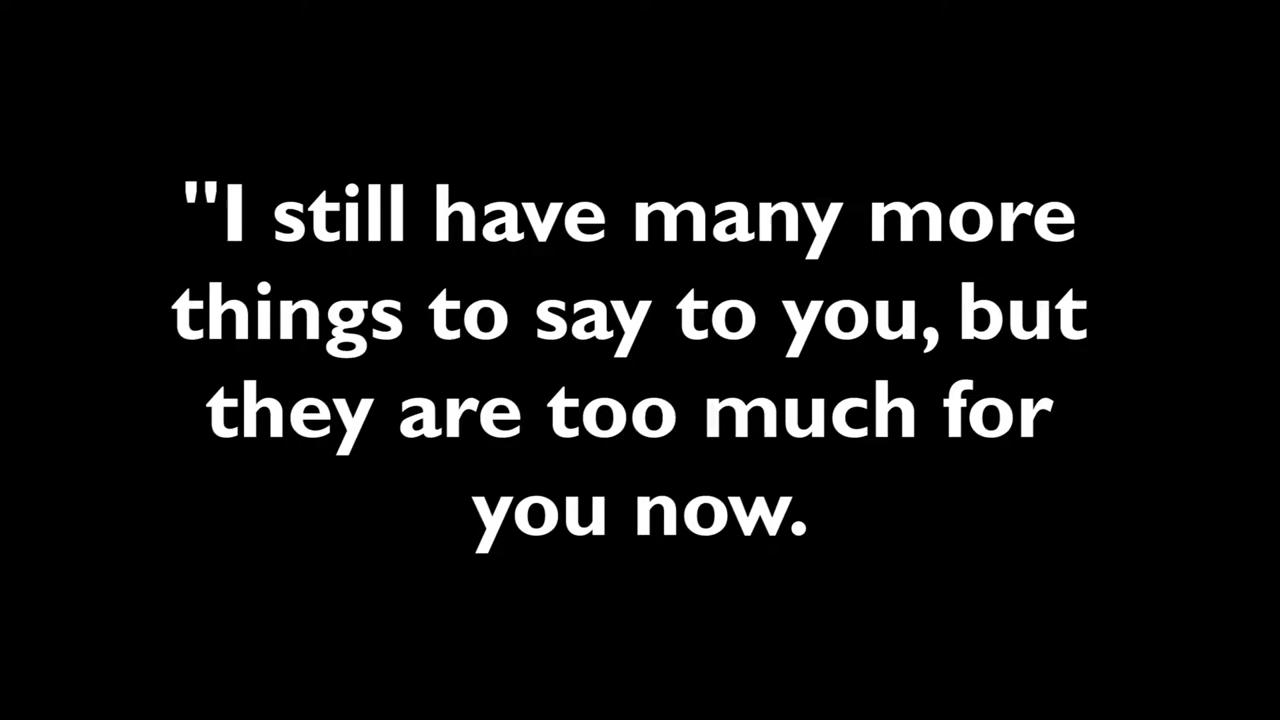 "I still have many more
things to say to you, but
they are too much for
you now.